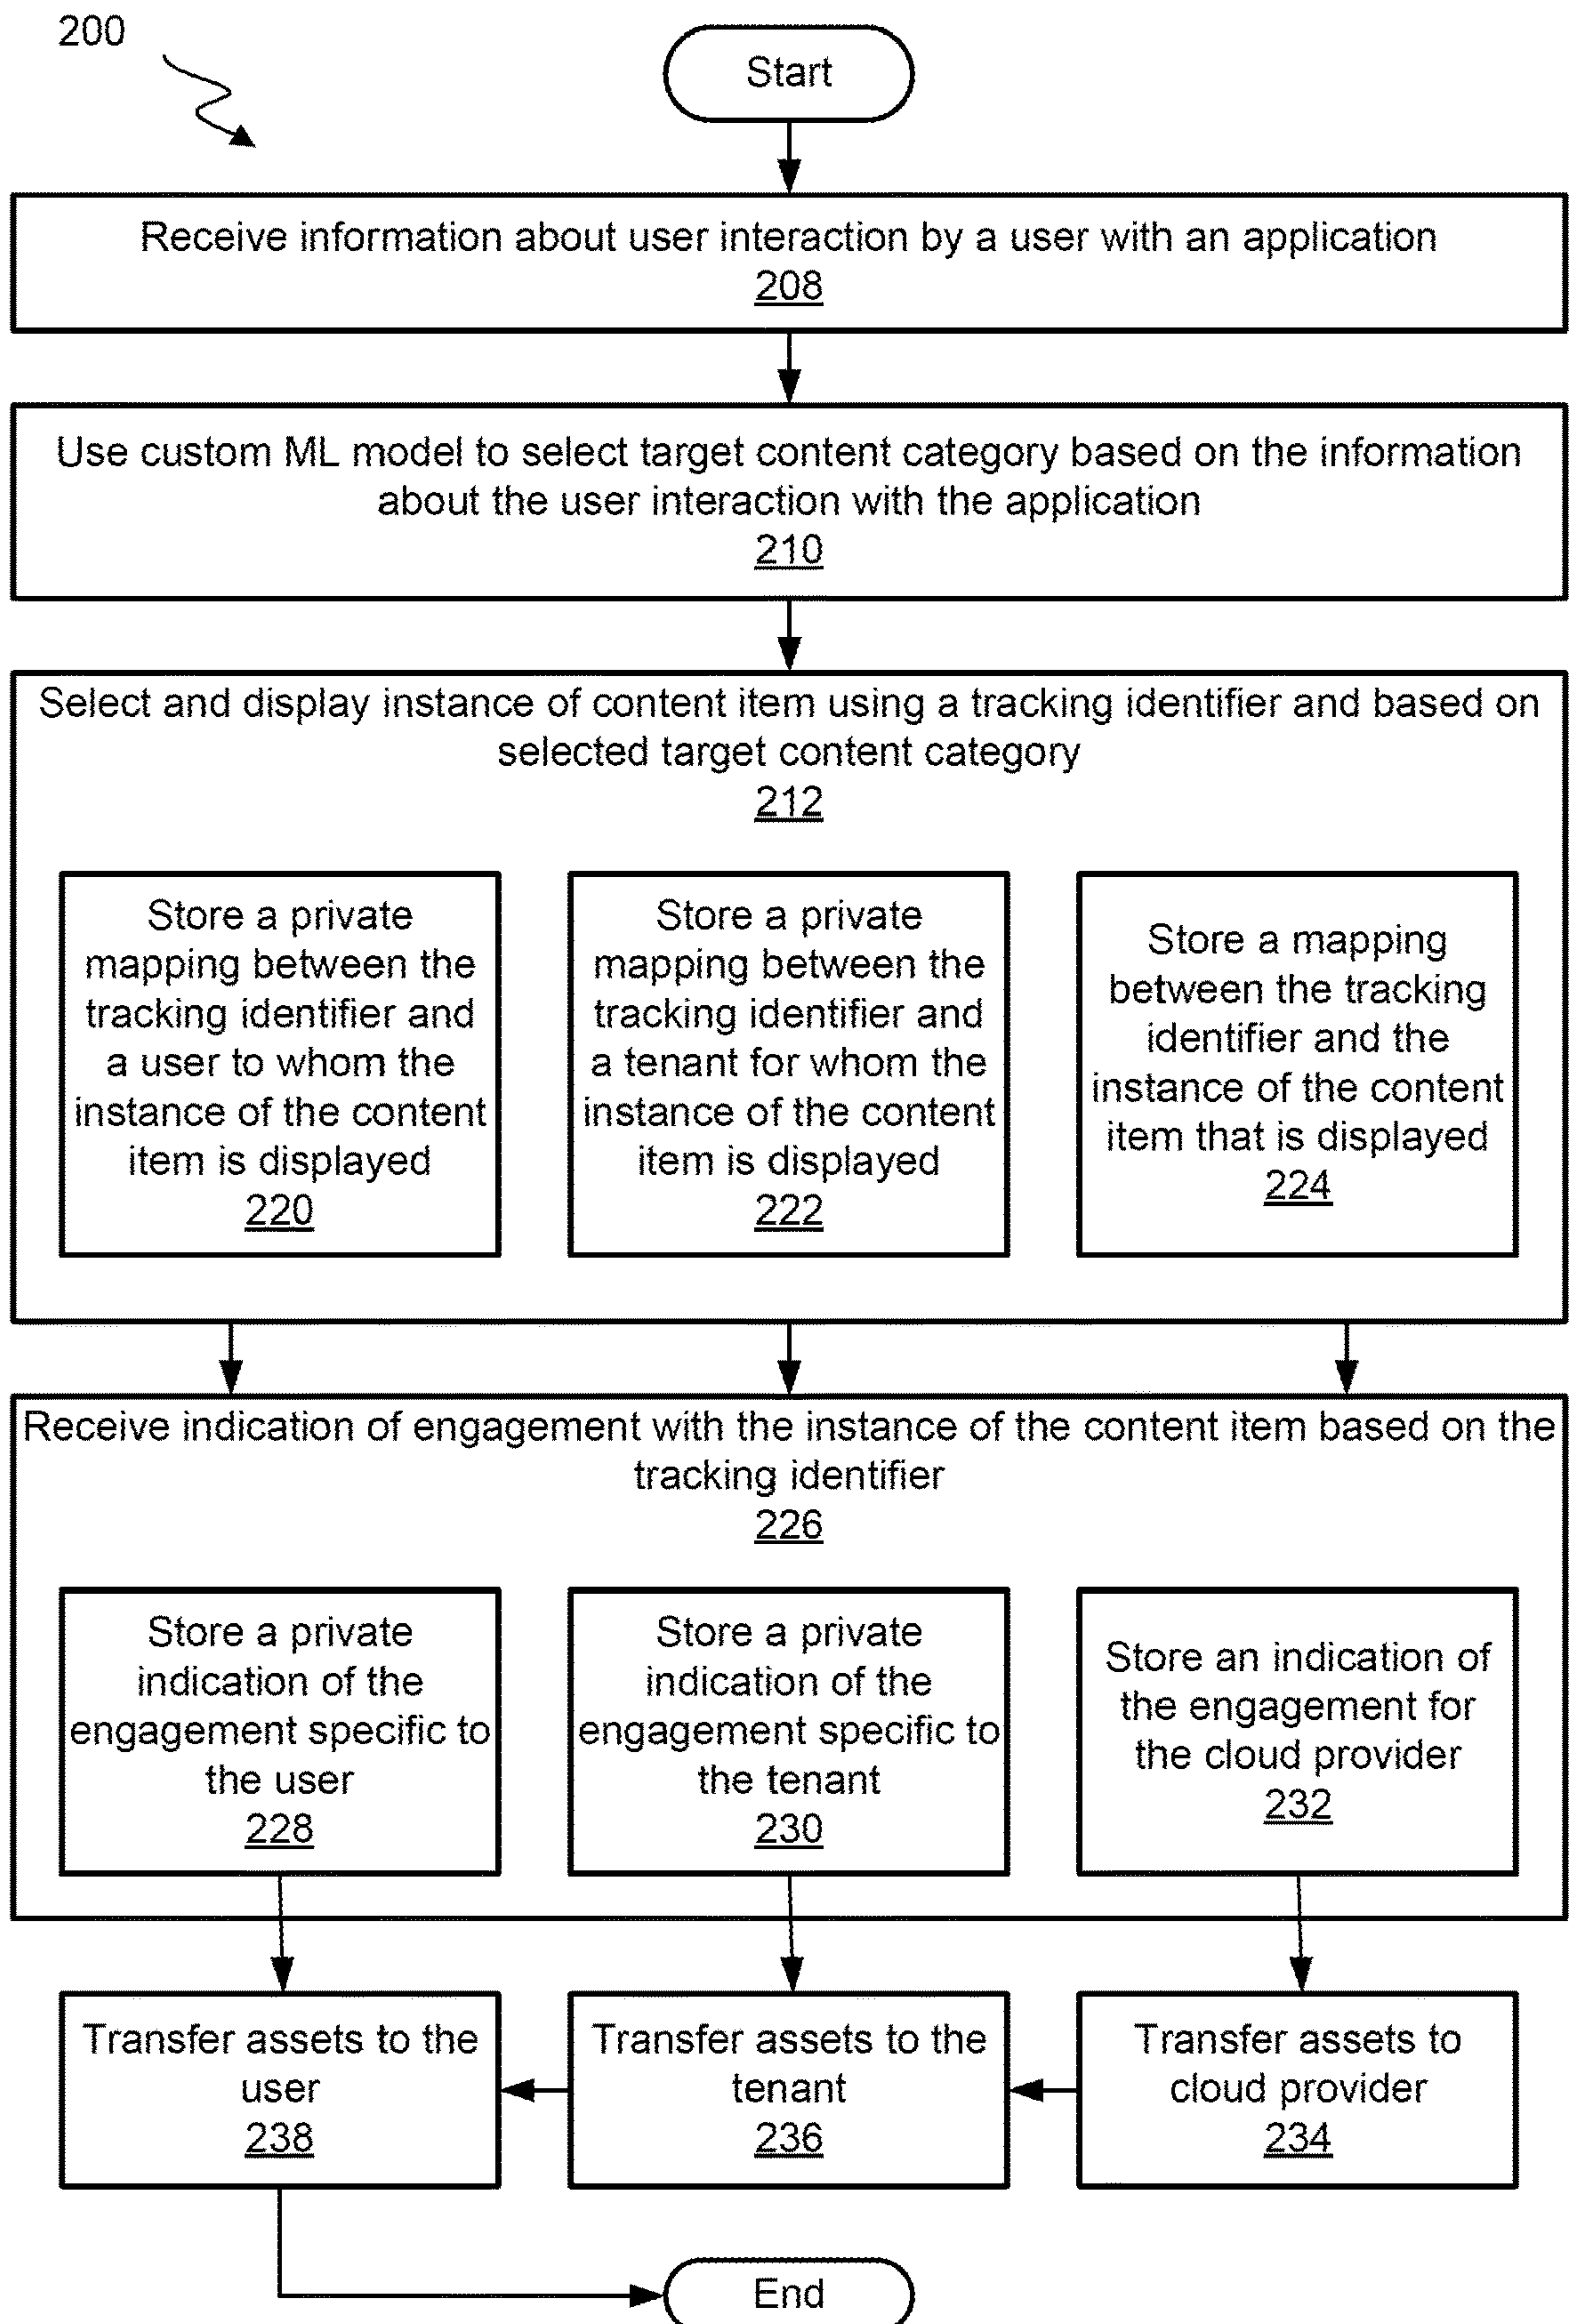 200
Start
Receive information about user interaction by a user with an application
208
Use custom ML model to select target content category based on the information
about the user interaction with the application
210
Select and display instance of content item using a tracking identifier and based on
selected target content category
212
Store a private
mapping between the
tracking identifier and
a user to whom the
instance of the content
item is displayed
220
Store a private
mapping between the
tracking identifier and
a tenant for whom the
instance of the content
item is displayed
222
Store a mapping
between the tracking
identifier and the
instance of the content
item that is displayed
224
Receive indication of engagement with the instance of the content item based on the
tracking identifier
226
Store a private
indication of the
engagement specific to
the user
228
Store a private
indication of the
engagement specific to
the tenant
230
Store an indication of
the engagement for
the cloud provider
232
Transfer assets to the
user
238
Transfer assets to the
tenant
236
Transfer assets to
cloud provider
234
End